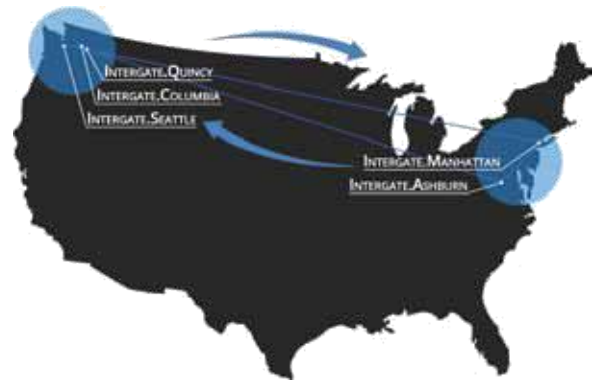 Intergate.Quincy
Intergate.Columbia
Intergate.Seattle
Intergate.Manhattan
Intergate.Ashburn